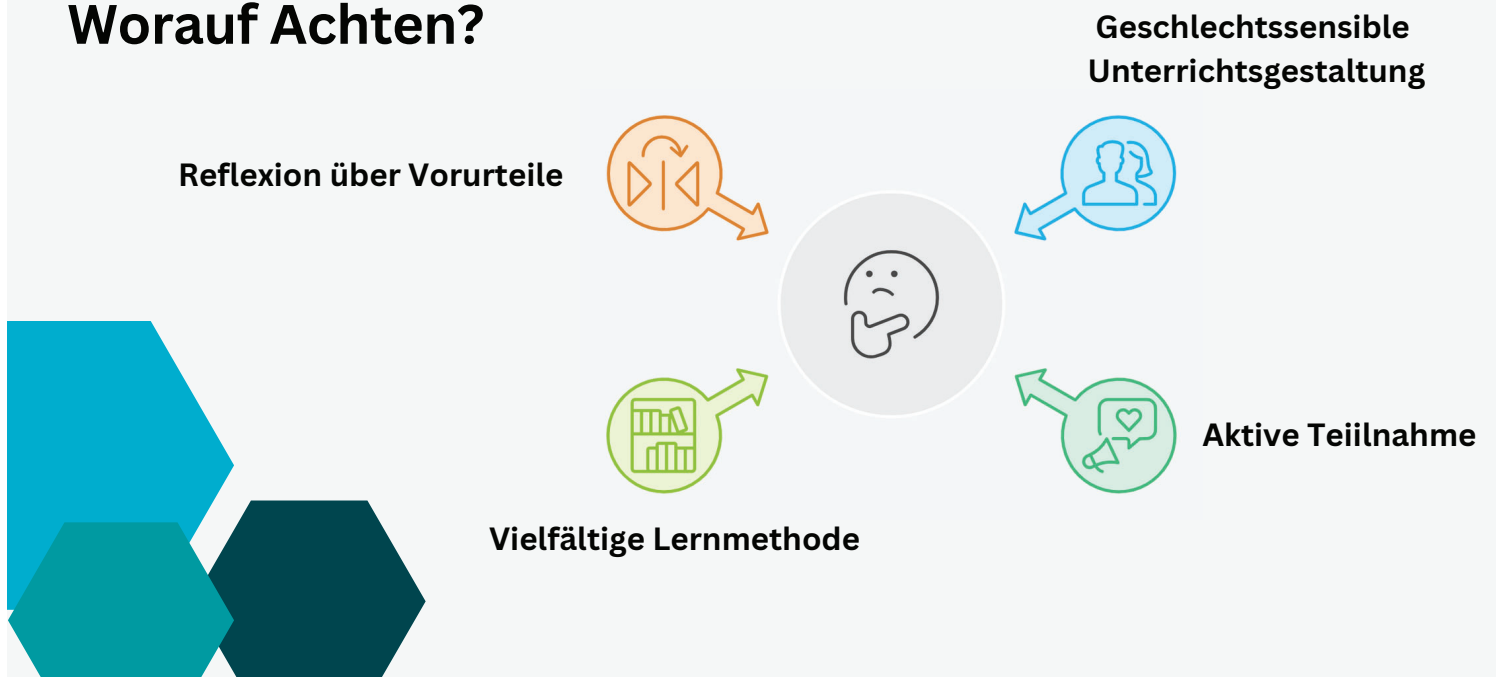 Worauf Achten?
Geschlechtssensible
Unterrichtsgestaltung
Reflexion über Vorurteile
Aktive Teiilnahme
Vielfältige Lernmethode